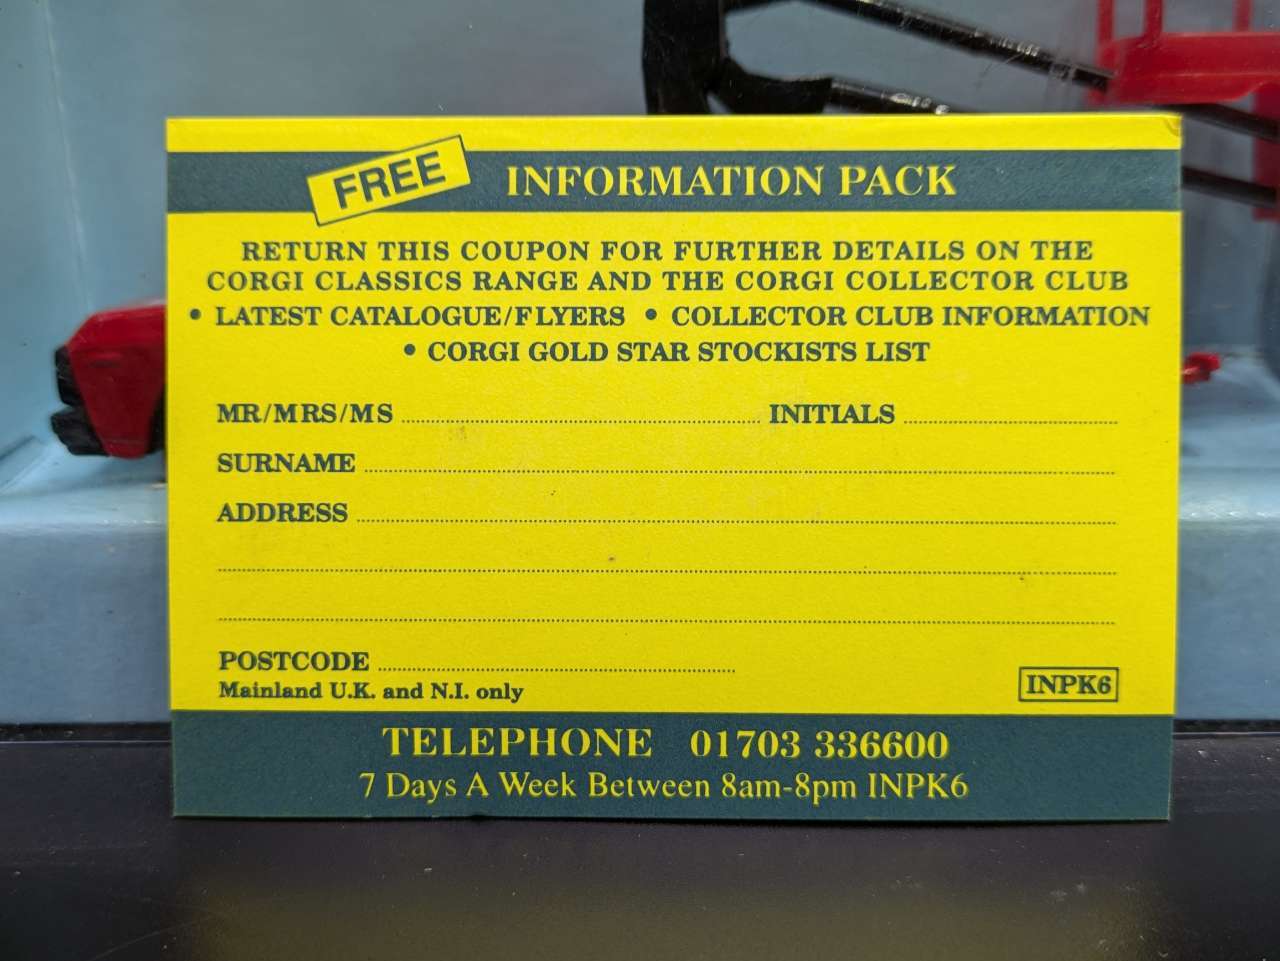 FREE INFORMATION PACK
RETURN THIS COUPON FOR FURTHER DETAILS ON THE
CORGI CLASSICS RANGE AND THE CORGI COLLECTOR CLUB
• LATEST CATALOGUE/FLYERS • COLLECTOR CLUB INFORMATION
• CORGI GOLD STAR STOCKISTS LIST
MR/MRS/MS INITIALS
SURNAME
ADDRESS
POSTCODE
Mainland U.K. and N.I. only
INPK6
TELEPHONE 01703 336600
7 Days A Week Between 8am-8pm INPK6